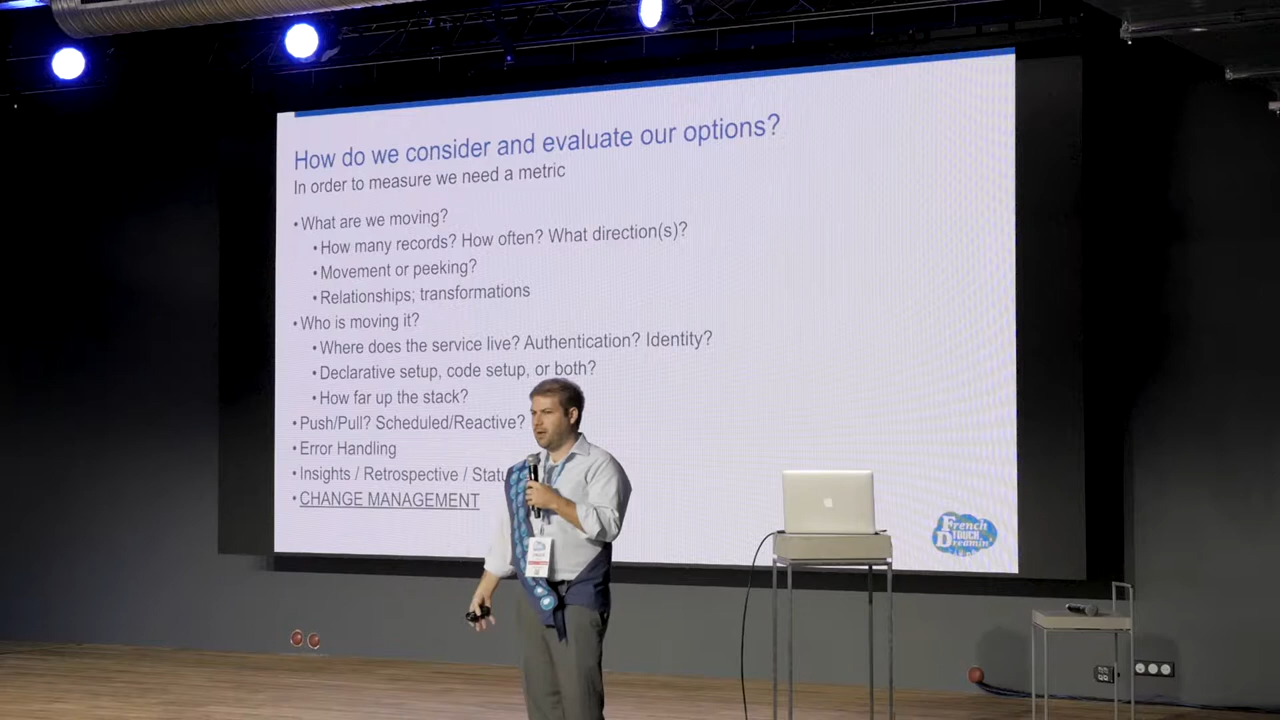 How do we consider and evaluate our options?
In order to measure we need a metric
• What are we moving?
• How many records? How often? What direction(s)?
• Movement or peeking?
• Relationships; transformations
• Who is moving it?
• Where does the service live? Authentication? Identity?
• Declarative setup, code setup, or both?
• How far up the stack?
• Push/Pull? Scheduled/Reactive?
• Error Handling
• Insights / Retrospective / Statu
• CHANGE MANAGEMENT
French
TOUCH
Dreamin'